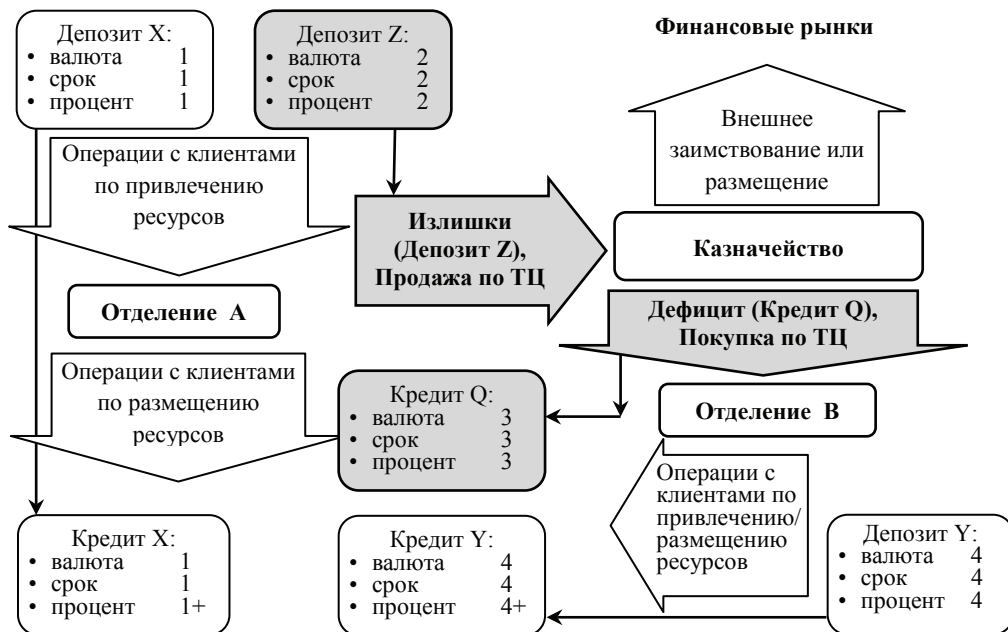 Депозит X:
• валюта 1
• срок 1
• процент 1
Депозит Z:
• валюта 2
• срок 2
• процент 2
Финансовые рынки
Внешнее
заимствование или
размещение
Операции с клиентами
по привлечению
ресурсов
Излишки
(Депозит Z),
Продажа по ТЦ
Казначейство
Отделение А
Дефицит (Кредит Q),
Покупка по ТЦ
Операции с клиентами
по размещению
ресурсов
Кредит Q:
• валюта 3
• срок 3
• процент 3
Отделение В
Операции с
клиентами по
привлечению/
размещению
ресурсов
Кредит X:
• валюта 1
• срок 1
• процент 1+
Кредит Y:
• валюта 4
• срок 4
• процент 4+
Депозит Y:
• валюта 4
• срок 4
• процент 4